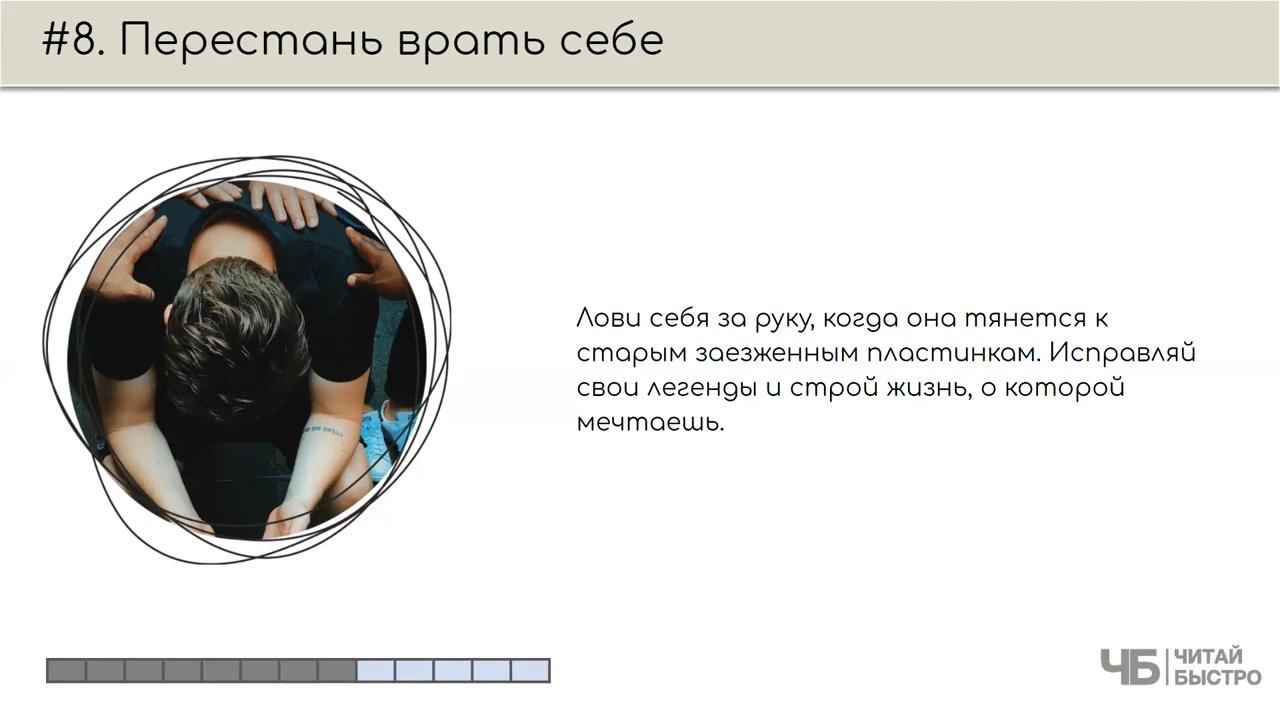 #8. Перестань врать себе
Лови себя за руку, когда она тянется к
старым заезженным пластинкам. Исправляй
свои легенды и строй жизнь, о которой
мечтаешь.
ЧБ ЧИТАЙ
БЫСТРО